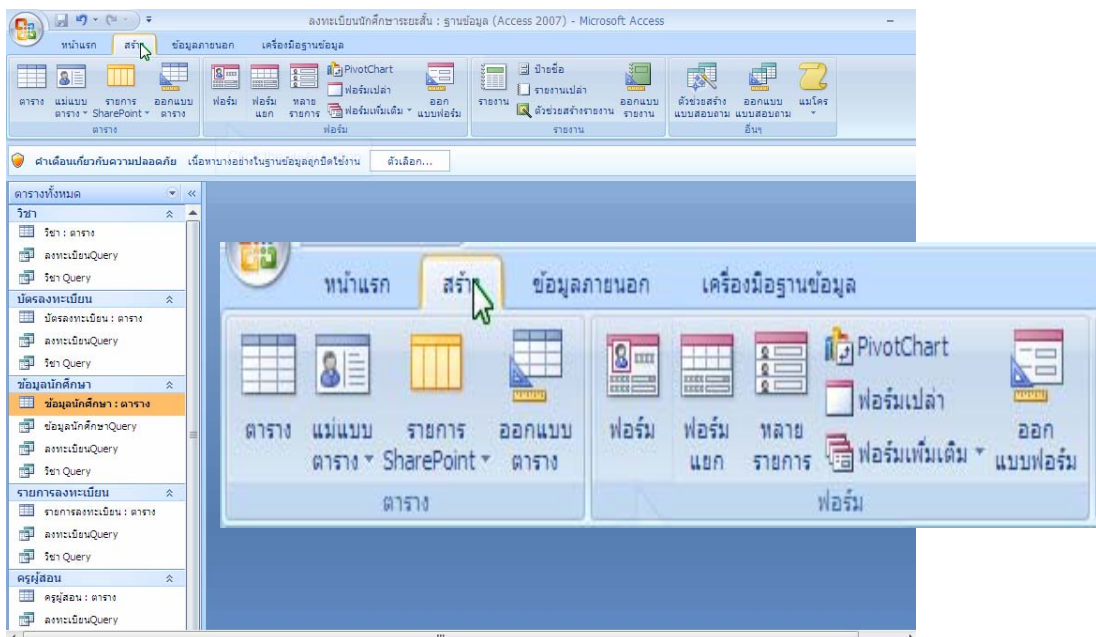 ลงทะเบียนนักศึกษาระยะสั้น : ฐานข้อมูล (Access 2007) - Microsoft Access
หน้าแรก สร้าง ข้อมูลภายนอก เครื่องมือฐานข้อมูล
ตาราง แม่แบบตาราง รายการ SharePoint ออกแบบตาราง
ตาราง
ฟอร์ม ฟอร์มแยก หลายรายการ
PivotChart
ฟอร์มเปล่า
ฟอร์มเพิ่มเติม
ออกแบบฟอร์ม
ฟอร์ม
รายงาน
ป้ายชื่อ
รายงานเปล่า
ตัวช่วยสร้างรายงาน
ออกแบบรายงาน
รายงาน
ตัวช่วยสร้างแบบสอบถาม ออกแบบแบบสอบถาม แมโคร
อื่นๆ
คำเตือนเกี่ยวกับความปลอดภัย เนื้อหาบางอย่างในฐานข้อมูลถูกปิดใช้งาน ตัวเลือก...
ตารางทั้งหมด
วิชา
วิชา : ตาราง
ลงทะเบียนQuery
วิชา Query
บัตรลงทะเบียน
บัตรลงทะเบียน : ตาราง
ลงทะเบียนQuery
วิชา Query
ข้อมูลนักศึกษา
ข้อมูลนักศึกษา : ตาราง
ข้อมูลนักศึกษาQuery
ลงทะเบียนQuery
วิชา Query
รายการลงทะเบียน
รายการลงทะเบียน : ตาราง
ลงทะเบียนQuery
วิชา Query
ครูผู้สอน
ครูผู้สอน : ตาราง
ลงทะเบียนQuery
หน้าแรก สร้าง ข้อมูลภายนอก เครื่องมือฐานข้อมูล
ตาราง แม่แบบ รายการ ออกแบบ
ตาราง SharePoint ตาราง
ตาราง
ฟอร์ม ฟอร์ม หลาย
แยก รายการ
PivotChart
ฟอร์มเปล่า
ฟอร์มเพิ่มเติม
ออก
แบบฟอร์ม
ฟอร์ม